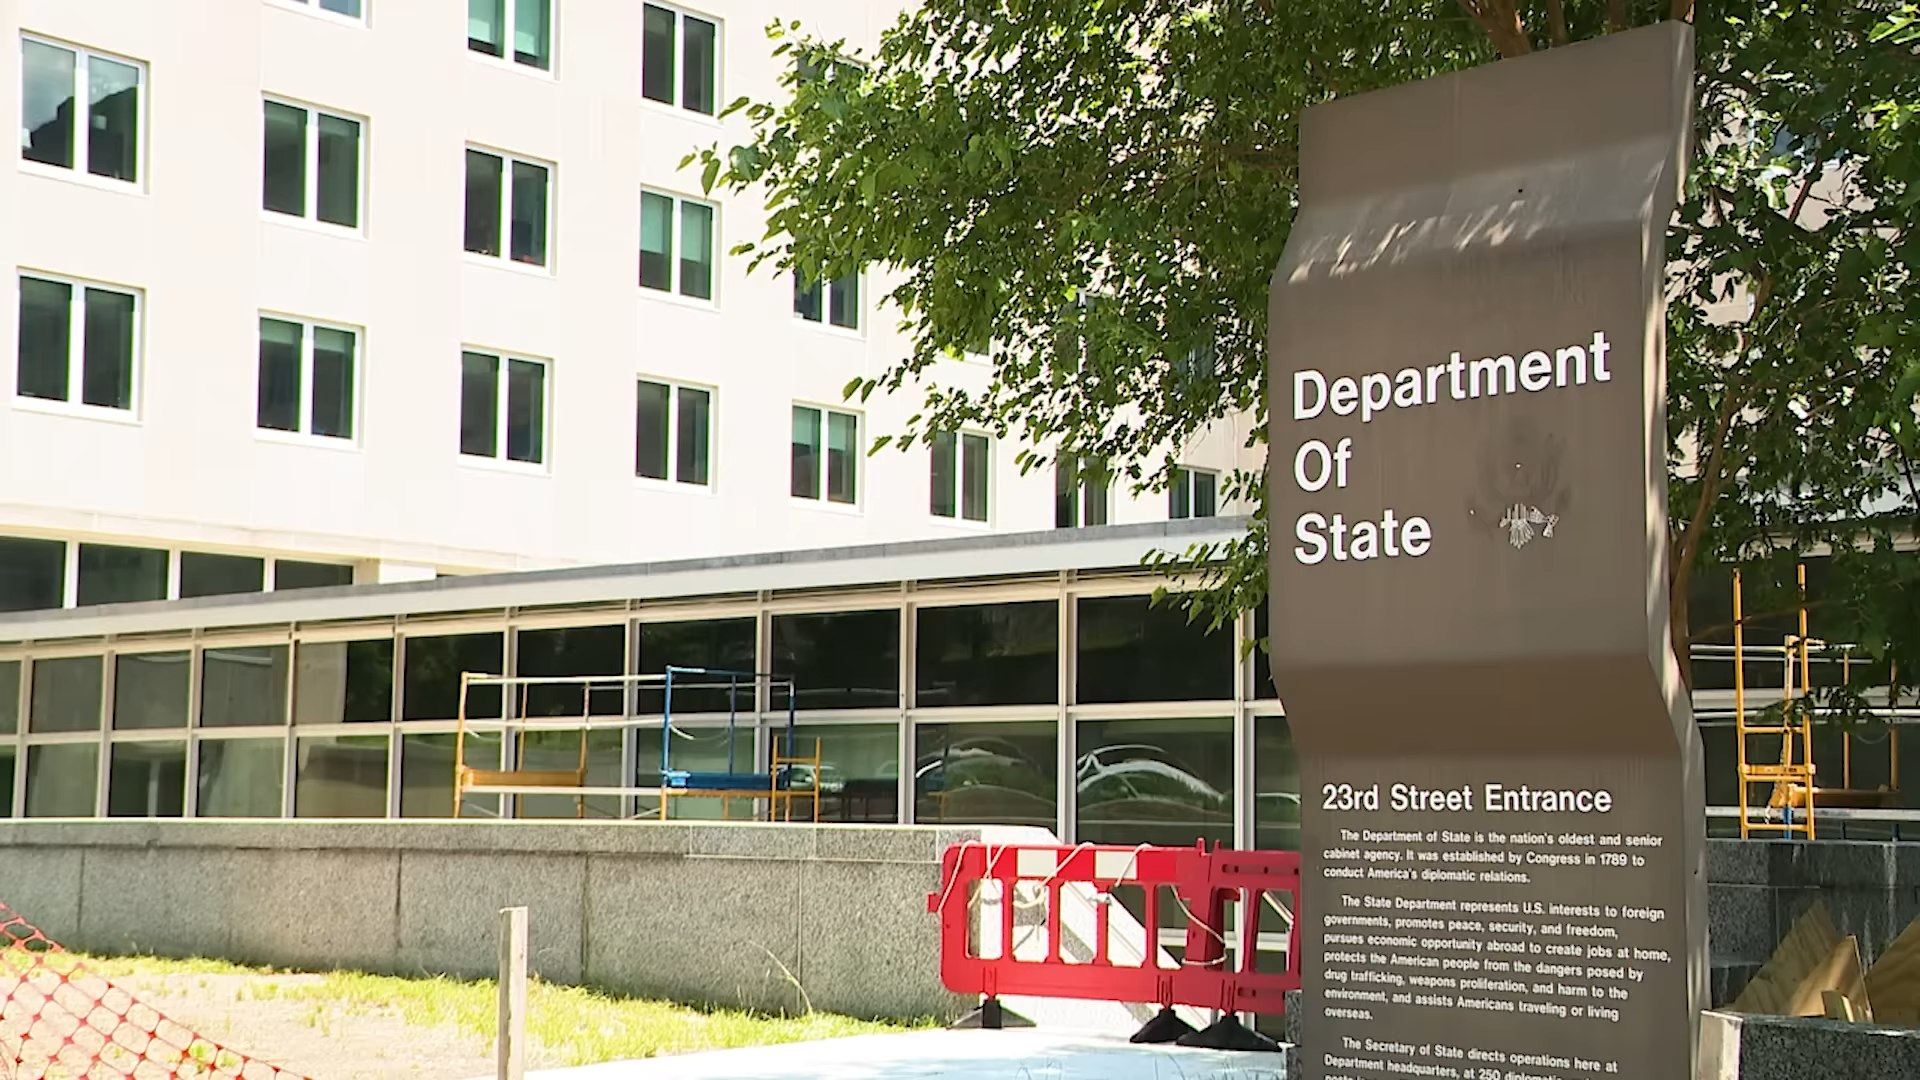 Department
Of
State
23rd Street Entrance
The Department of State is the nation's oldest and senior
cabinet agency. It was established by Congress in 1789 to
conduct America's diplomatic relations.
The State Department represents U.S. interests to foreign
governments, promotes peace, security, and freedom,
pursues economic opportunity abroad to create jobs at home,
protects the American people from the dangers posed by
drug trafficking, weapons proliferation, and harm to the
environment, and assists Americans traveling or living
overseas.
The Secretary of State directs operations here at
Department headquarters, at 250